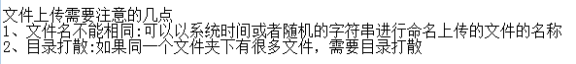 文件上传需要注意的几点
1、文件名不能相同:可以以系统时间或者随机的字符串进行命名上传的文件的名称
2、目录打散:如果同一个文件夹下有很多文件，需要目录打散